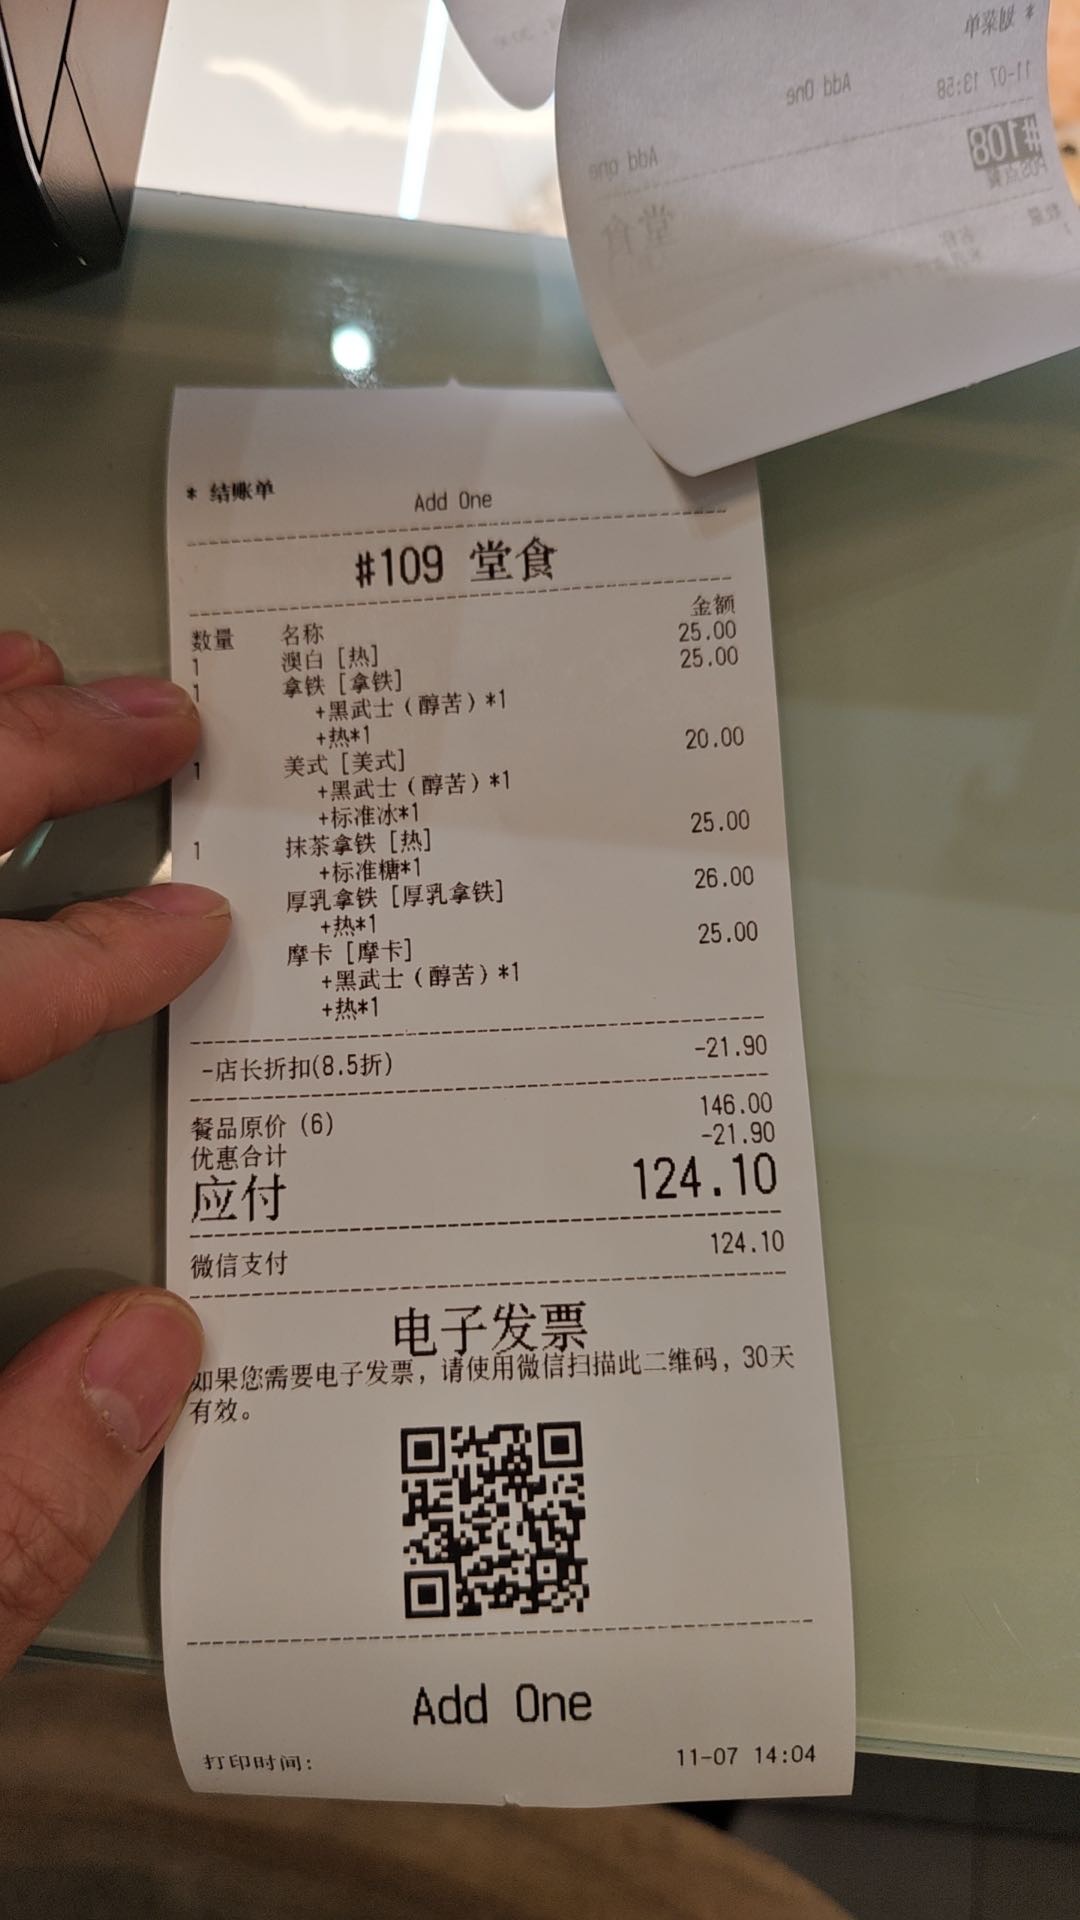 * 划菜单
11-07 13:58
Add One
#108
Add one
堂食
* 结账单
Add One
#109 堂食
数量 名称 金额
1 澳白 [热] 25.00
1 拿铁 [拿铁] 25.00
+黑武士（醇苦）*1
+热*1
1 美式 [美式] 20.00
+黑武士（醇苦）*1
+标准冰*1
1 抹茶拿铁 [热] 25.00
+标准糖*1
厚乳拿铁 [厚乳拿铁] 26.00
+热*1
摩卡 [摩卡] 25.00
+黑武士（醇苦）*1
+热*1
-店长折扣(8.5折) -21.90
餐品原价 (6) 146.00
优惠合计 -21.90
应付 124.10
微信支付 124.10
电子发票
如果您需要电子发票，请使用微信扫描此二维码，30天
有效。
Add One
打印时间: 11-07 14:04